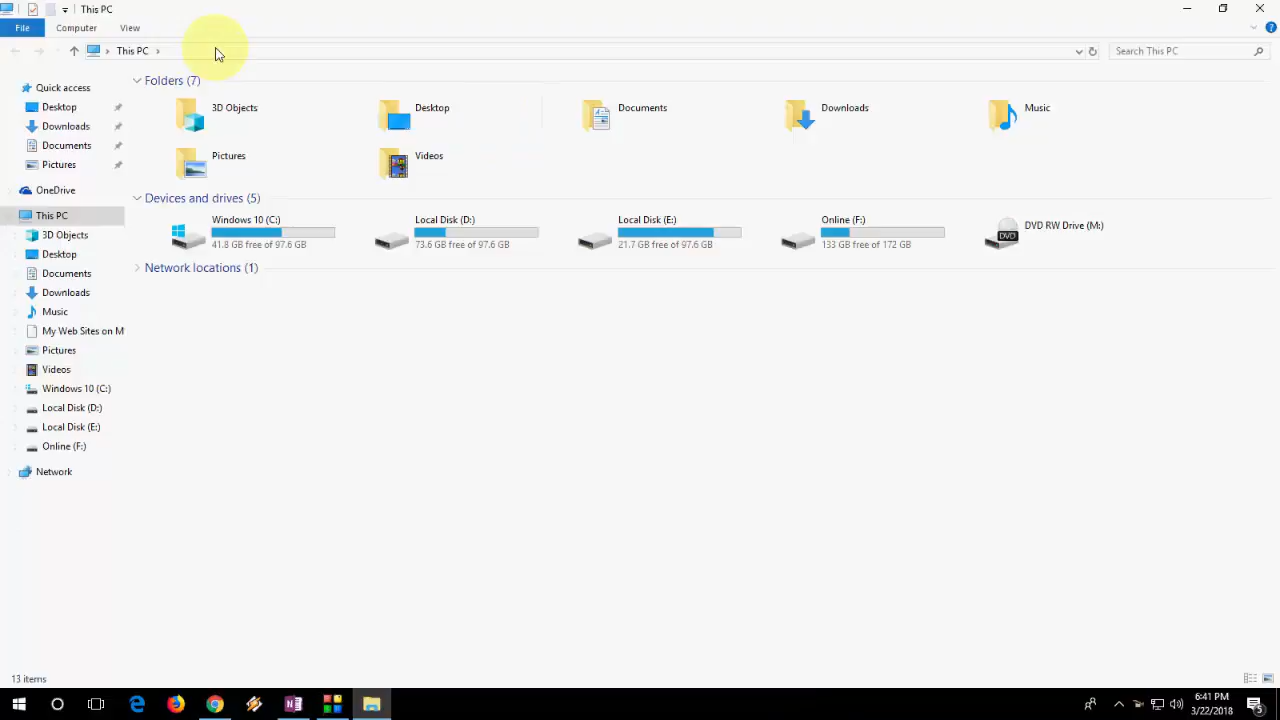 This PC
File Computer View
This PC
Search This PC
Quick access
Desktop
Downloads
Documents
Pictures
OneDrive
This PC
3D Objects
Desktop
Documents
Downloads
Music
My Web Sites on M
Pictures
Videos
Windows 10 (C:)
Local Disk (D:)
Local Disk (E:)
Online (F:)
Network
Folders (7)
3D Objects
Desktop
Documents
Downloads
Music
Pictures
Videos
Devices and drives (5)
Windows 10 (C:)
41.8 GB free of 97.6 GB
Local Disk (D:)
73.6 GB free of 97.6 GB
Local Disk (E:)
21.7 GB free of 97.6 GB
Online (F:)
133 GB free of 172 GB
DVD
DVD RW Drive (M:)
Network locations (1)
13 items
6:41 PM
3/22/2018